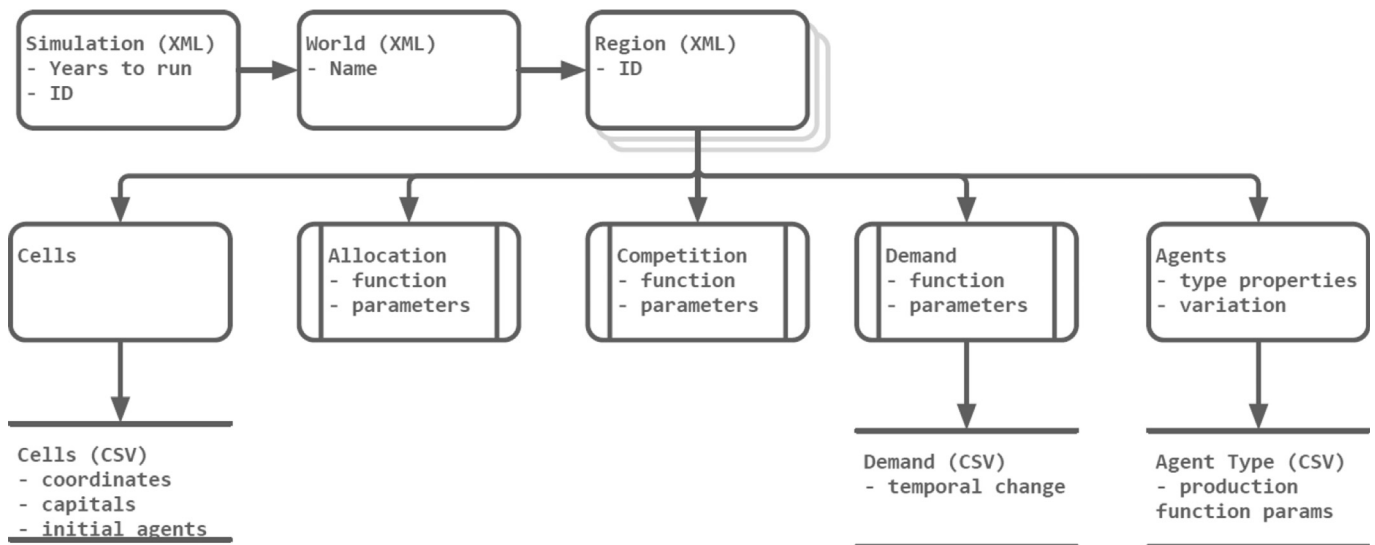 Simulation (XML)
- Years to run
- ID
World (XML)
- Name
Region (XML)
- ID
Cells
Allocation
- function
- parameters
Competition
- function
- parameters
Demand
- function
- parameters
Agents
- type properties
- variation
Cells (CSV)
- coordinates
- capitals
- initial agents
Demand (CSV)
- temporal change
Agent Type (CSV)
- production
function params